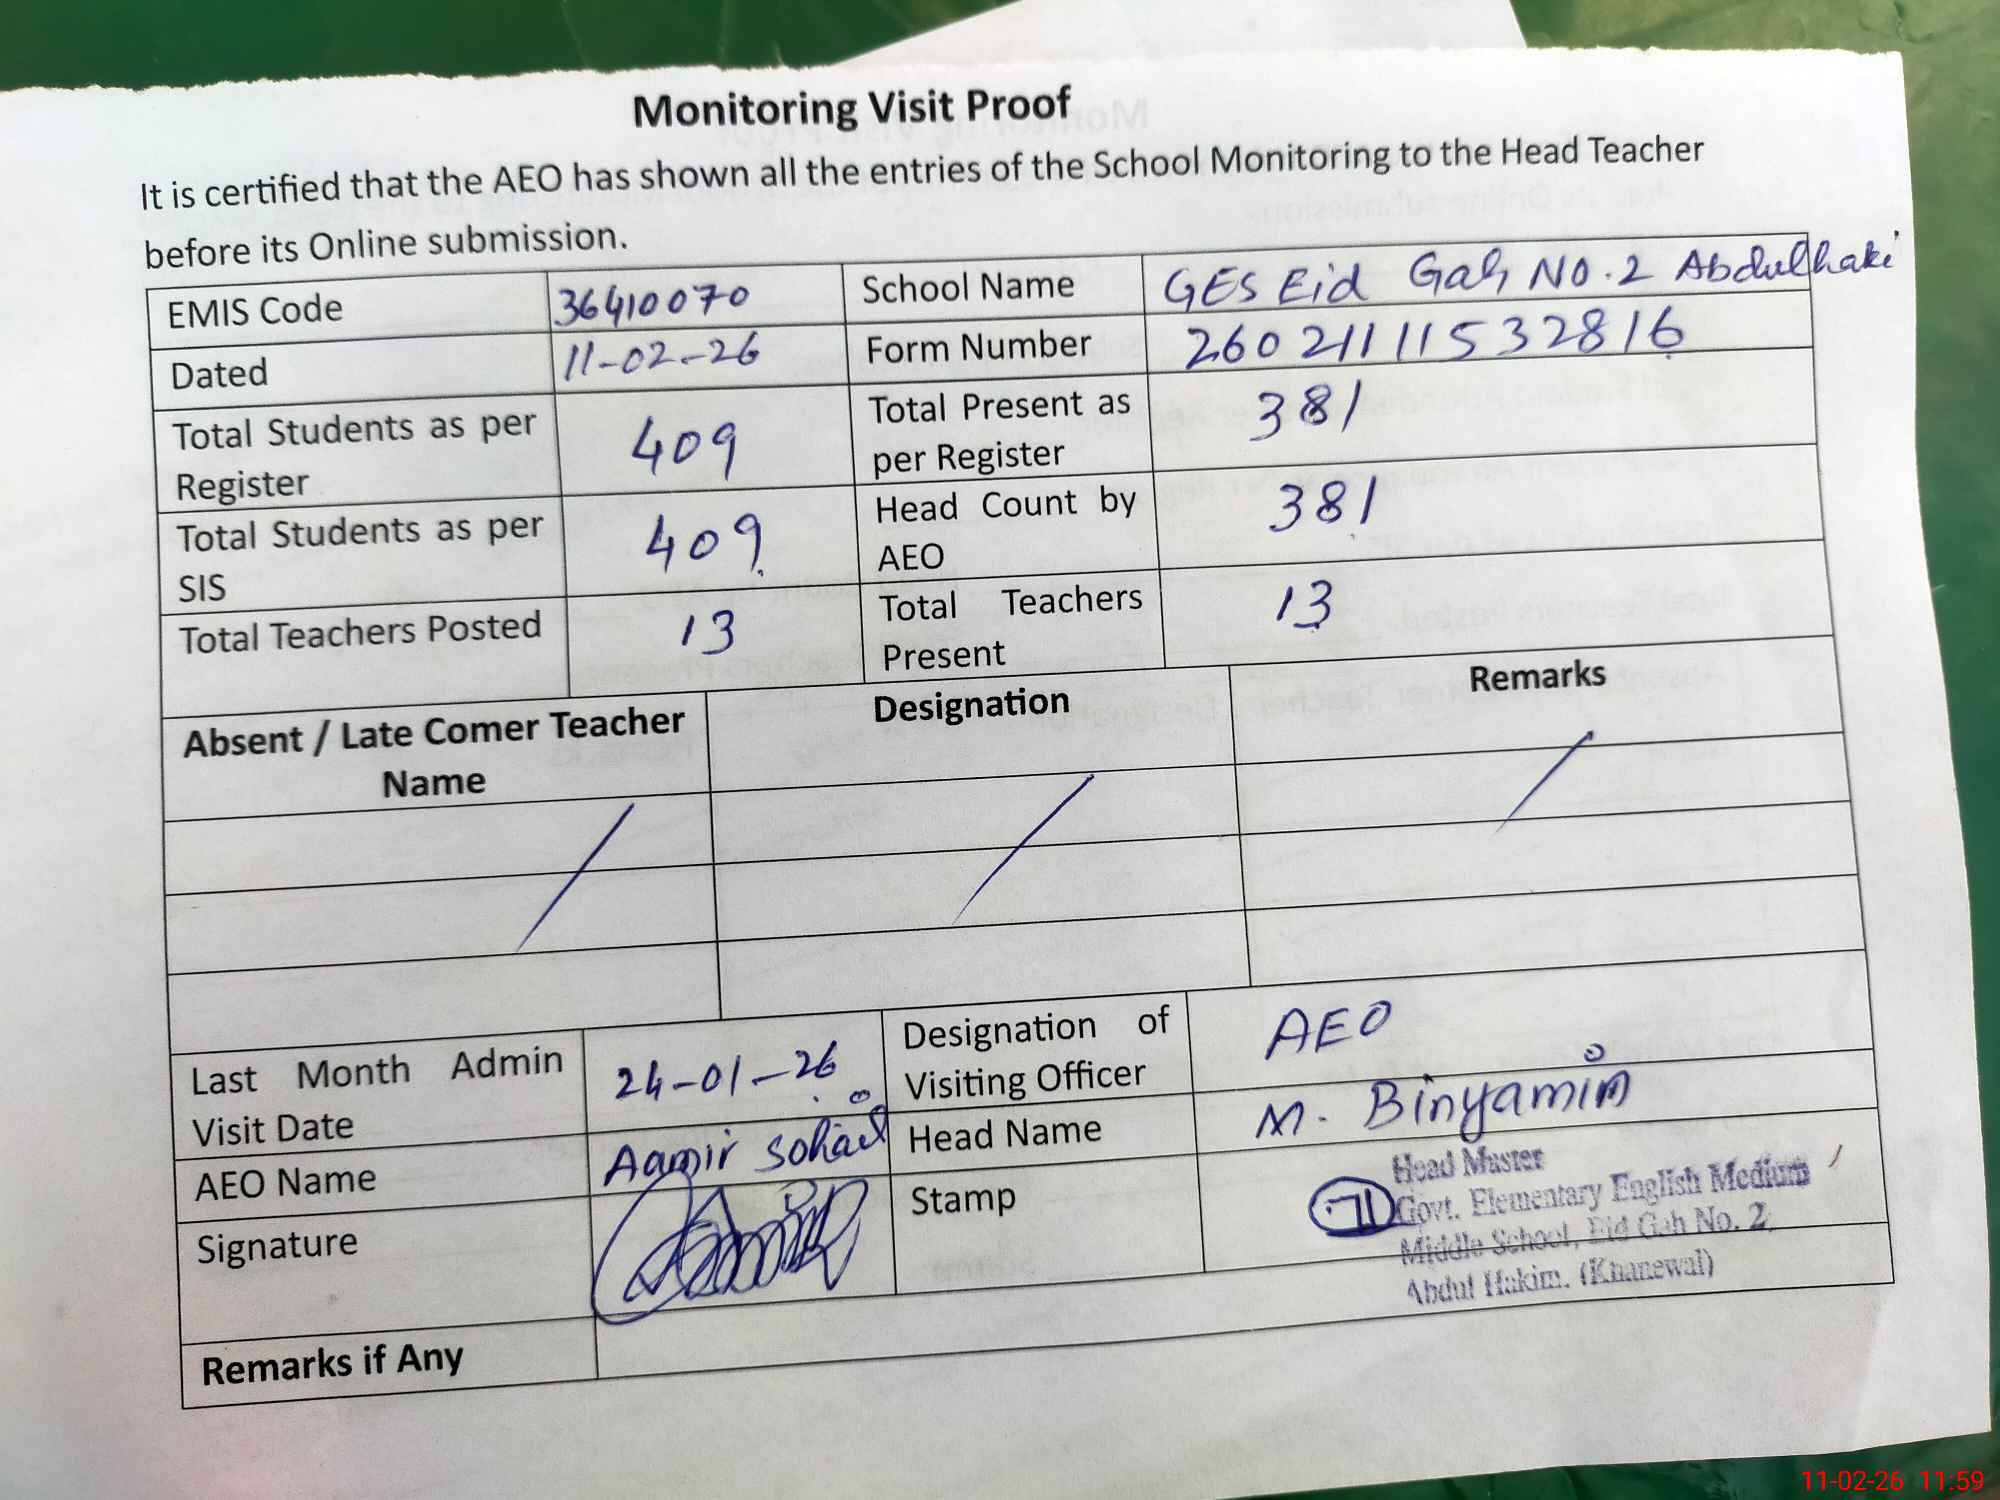 Monitoring Visit Proof
It is certified that the AEO has shown all the entries of the School Monitoring to the Head Teacher
before its Online submission.
EMIS Code 36410070 School Name GES Eid Gah NO.2 Abdulhaki
Dated 11-02-26 Form Number 26021111532816
Total Students as per Register 409 Total Present as per Register 381
Total Students as per SIS 409 Head Count by AEO 381
Total Teachers Posted 13 Total Teachers Present 13
Absent / Late Comer Teacher Name Designation Remarks
Last Month Admin Visit Date 24-01-26 Designation of Visiting Officer AEO
AEO Name Aamir Sohail Head Name M. Binyamin
Signature Stamp
Head Master
Govt. Elementary English Medium
Middle School, Eid Gah No. 2,
Abdul Hakim. (Khanewal)
Remarks if Any
11-02-26 11:59